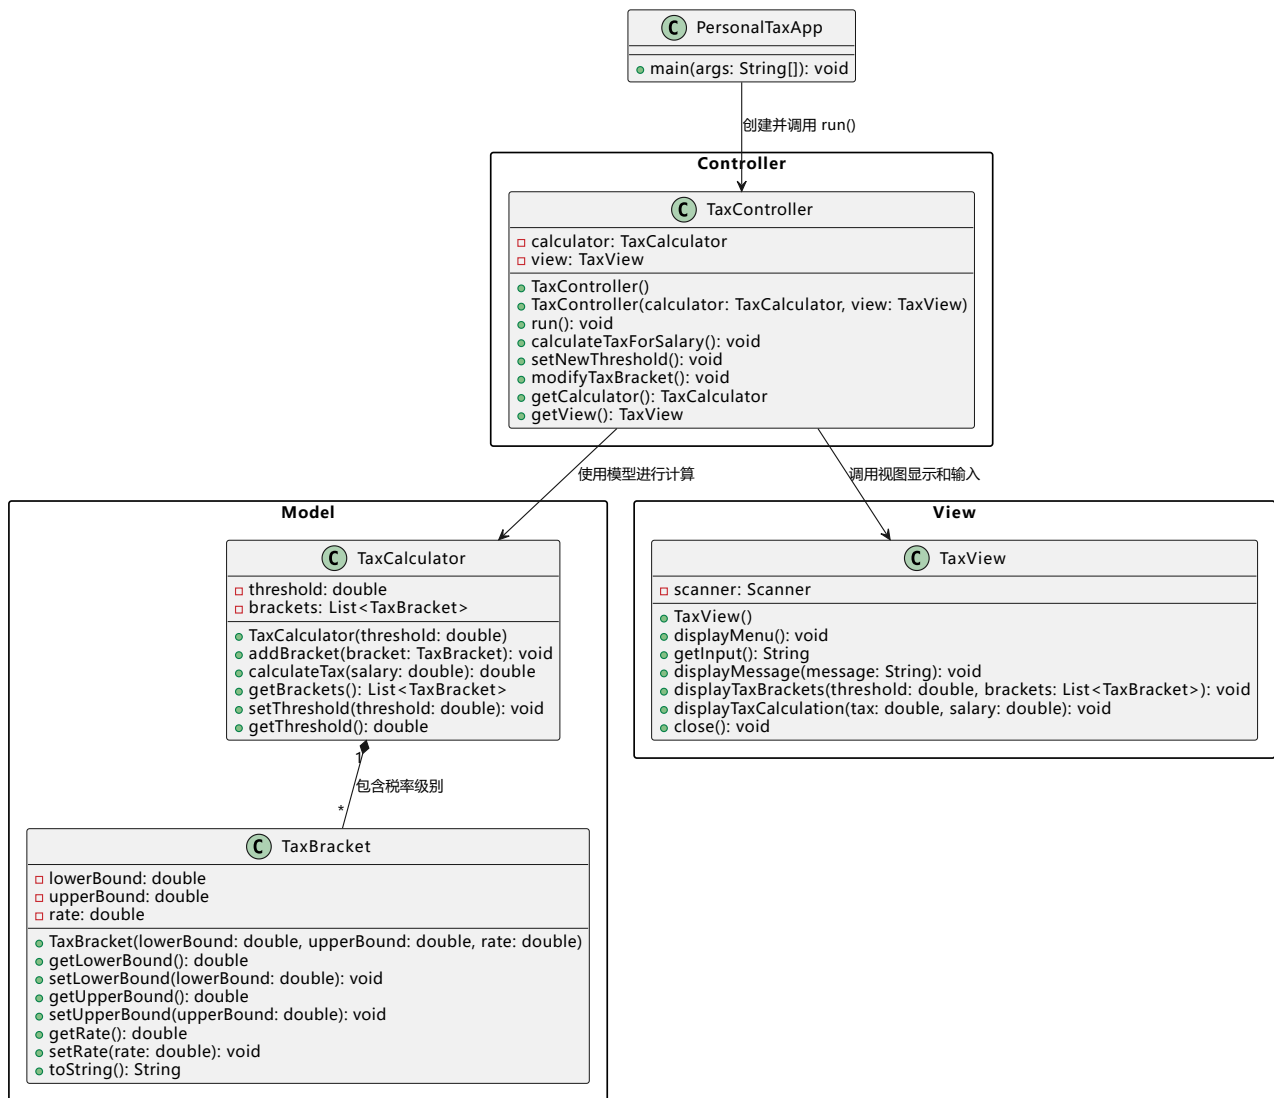 C PersonalTaxApp
main(args: String[]): void
创建并调用 run()
Controller
C TaxController
calculator: TaxCalculator
view: TaxView
TaxController()
TaxController(calculator: TaxCalculator, view: TaxView)
run(): void
calculateTaxForSalary(): void
setNewThreshold(): void
modifyTaxBracket(): void
getCalculator(): TaxCalculator
getView(): TaxView
使用模型进行计算
调用视图显示和输入
Model
C TaxCalculator
threshold: double
brackets: List<TaxBracket>
TaxCalculator(threshold: double)
addBracket(bracket: TaxBracket): void
calculateTax(salary: double): double
getBrackets(): List<TaxBracket>
setThreshold(threshold: double): void
getThreshold(): double
1
包含税率级别
*
C TaxBracket
lowerBound: double
upperBound: double
rate: double
TaxBracket(lowerBound: double, upperBound: double, rate: double)
getLowerBound(): double
setLowerBound(lowerBound: double): void
getUpperBound(): double
setUpperBound(upperBound: double): void
getRate(): double
setRate(rate: double): void
toString(): String
View
C TaxView
scanner: Scanner
TaxView()
displayMenu(): void
getInput(): String
displayMessage(message: String): void
displayTaxBrackets(threshold: double, brackets: List<TaxBracket>): void
displayTaxCalculation(tax: double, salary: double): void
close(): void